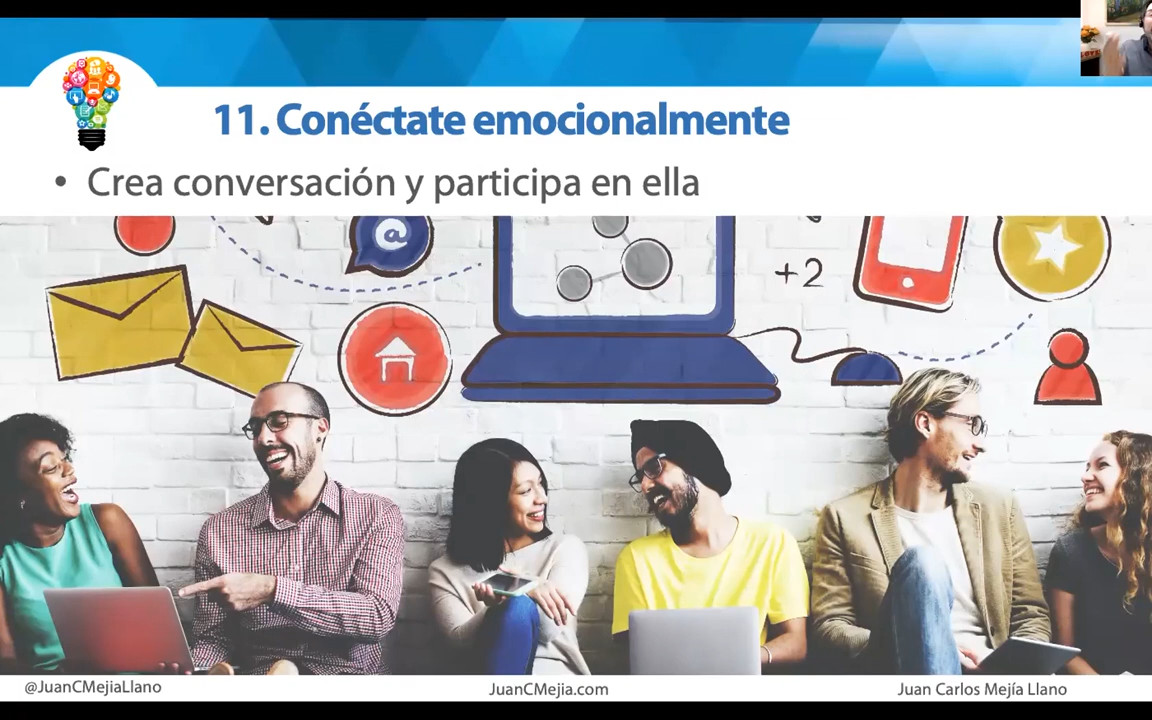 11. Conéctate emocionalmente
• Crea conversación y participa en ella
@
+2
@JuanCMejiaLlano
JuanCMejia.com
Juan Carlos Mejía Llano